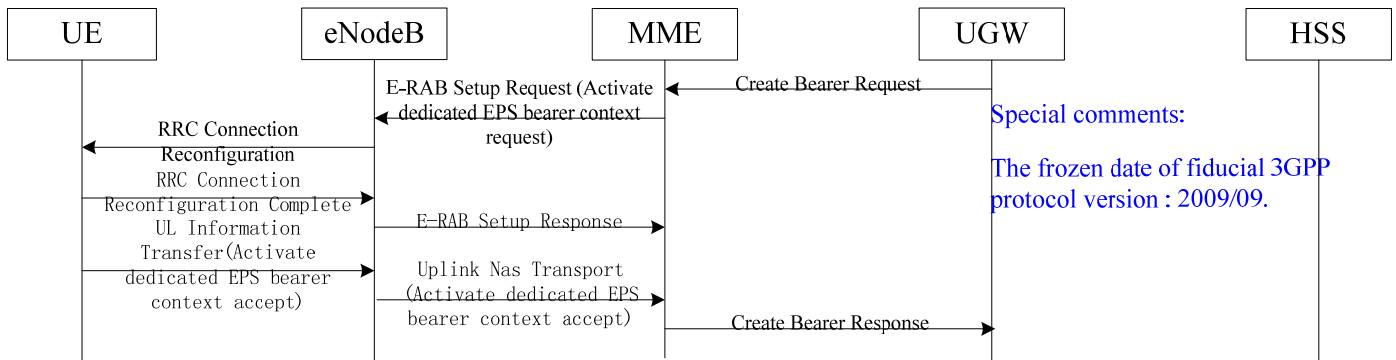 UE
eNodeB
MME
UGW
HSS
Create Bearer Request
E-RAB Setup Request (Activate
dedicated EPS bearer context
request)
Special comments:
RRC Connection
Reconfiguration
The frozen date of fiducial 3GPP
protocol version : 2009/09.
RRC Connection
Reconfiguration Complete
E-RAB Setup Response
UL Information
Transfer(Activate
dedicated EPS bearer
context accept)
Uplink Nas Transport
(Activate dedicated EPS
bearer context accept)
Create Bearer Response